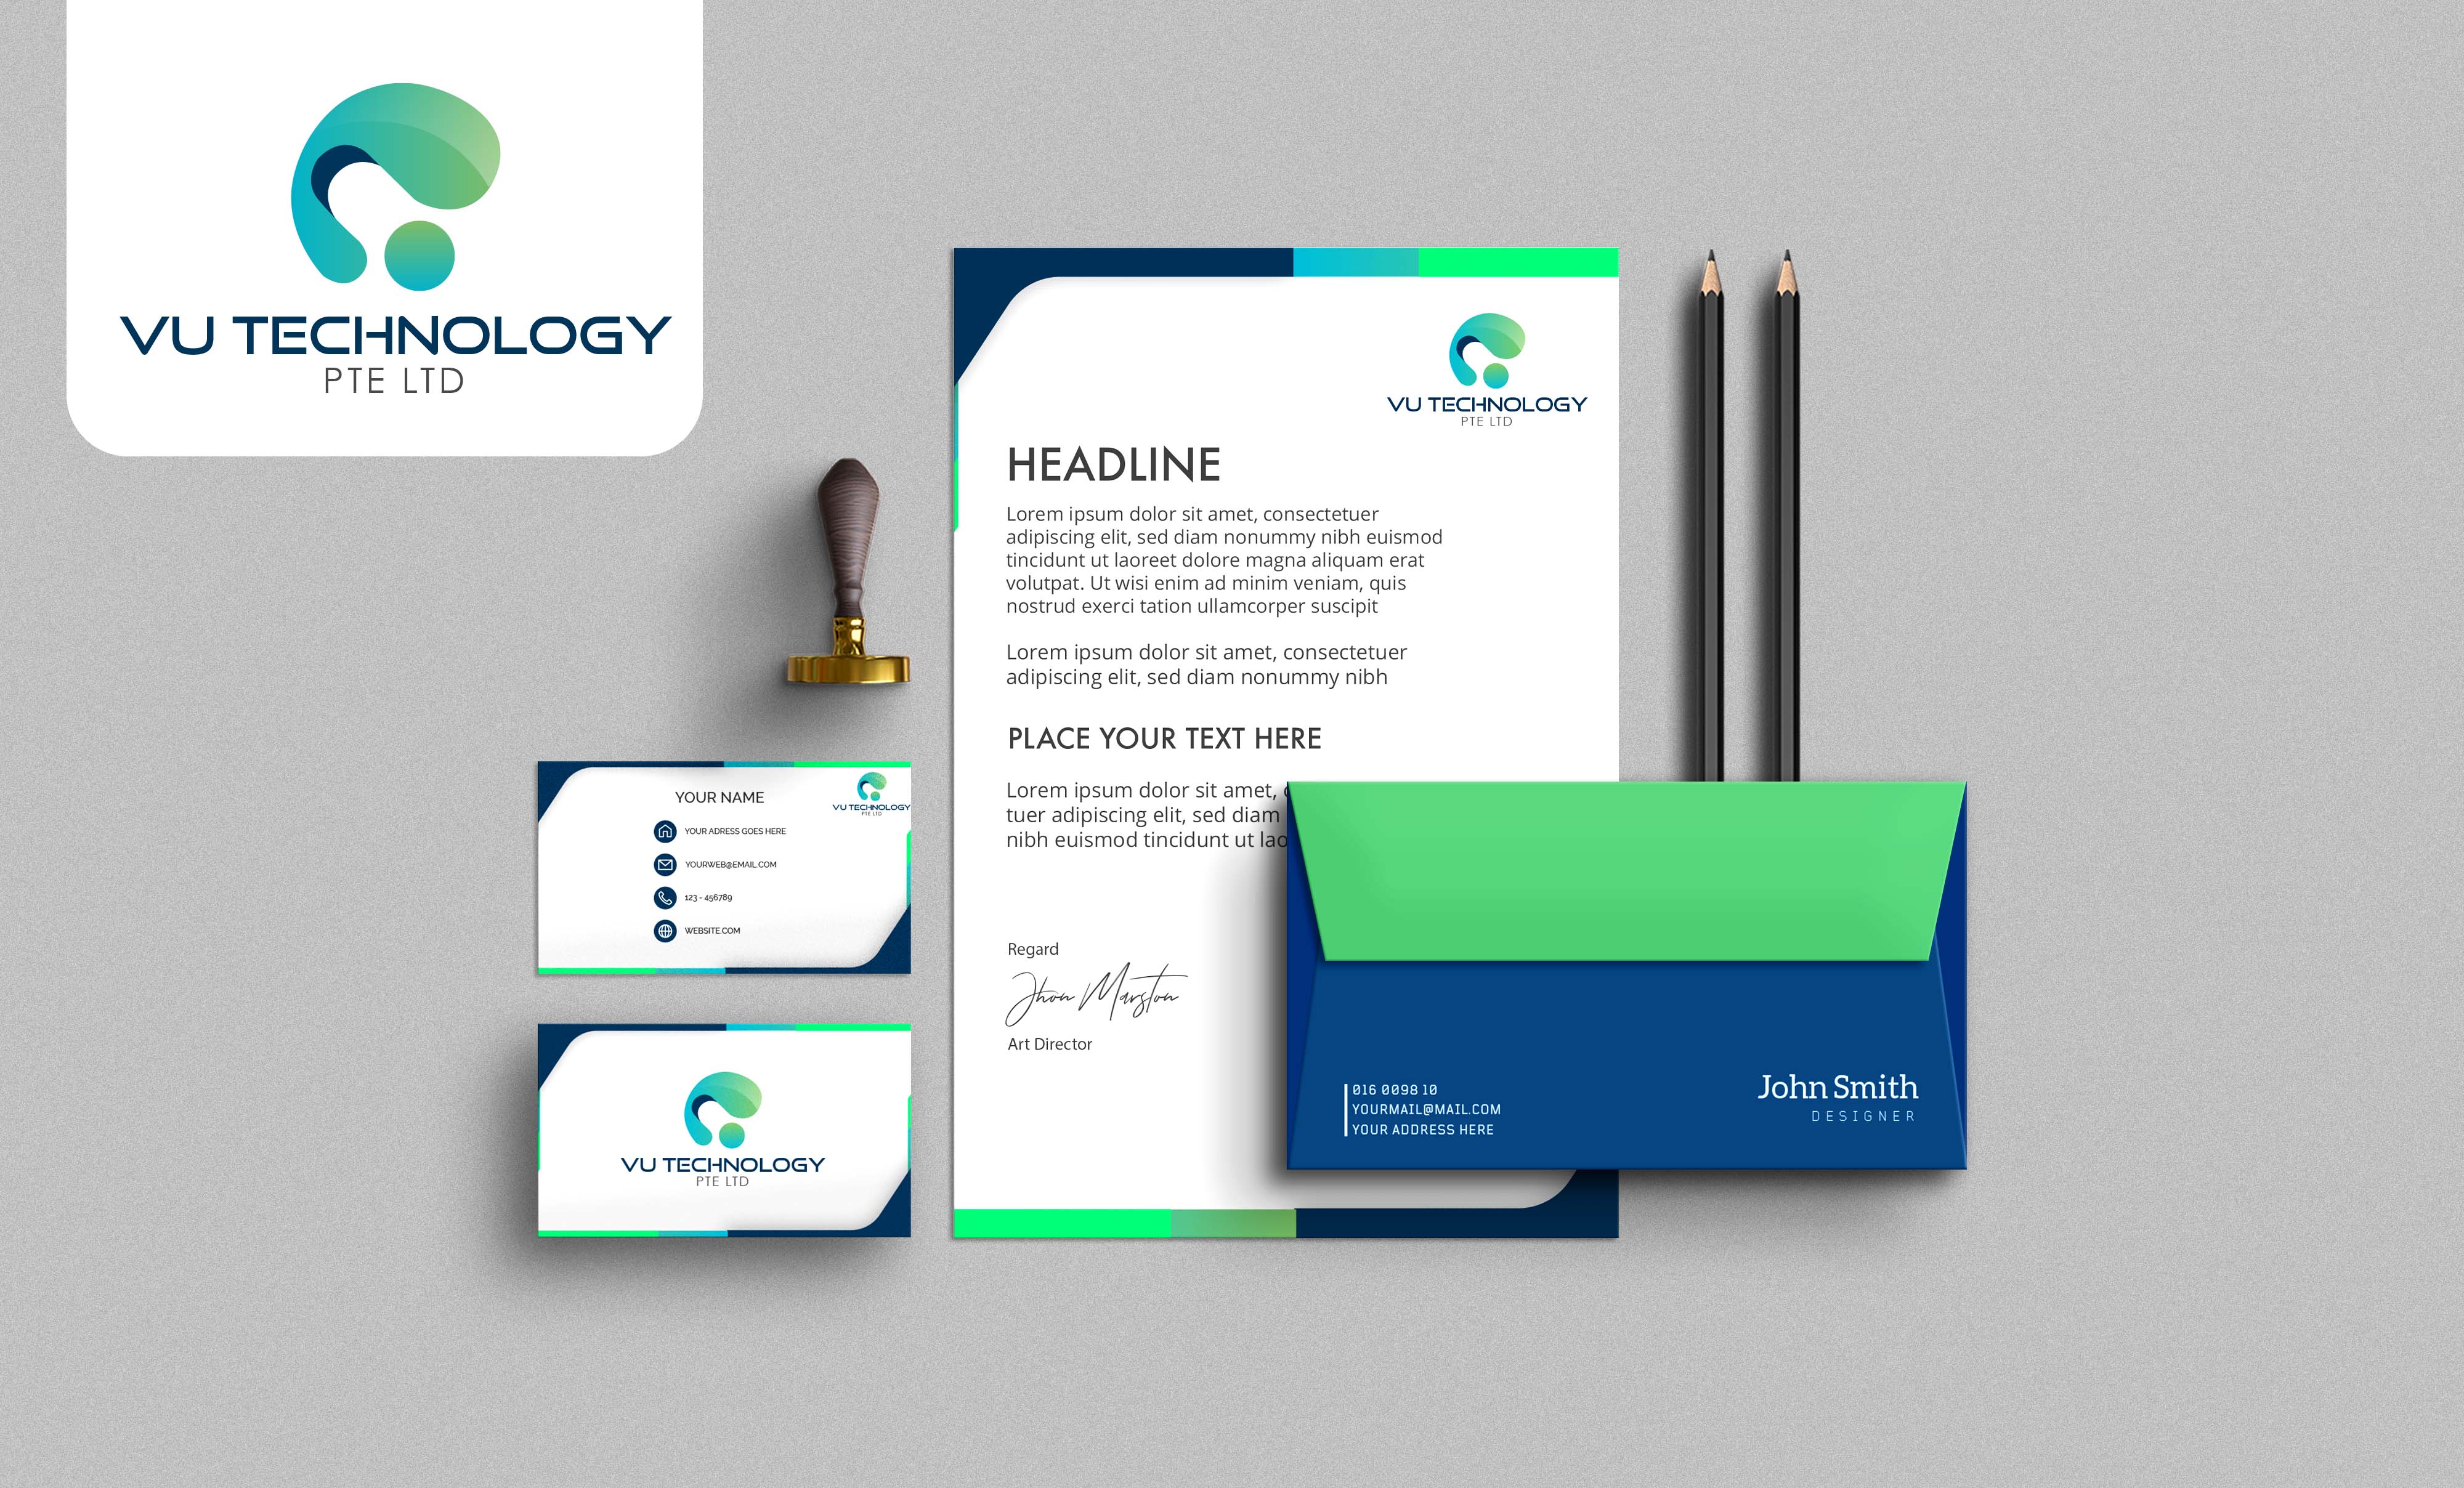 VU TECHNOLOGY
PTE LTD
VU TECHNOLOGY
PTE LTD
HEADLINE
Lorem ipsum dolor sit amet, consectetuer
adipiscing elit, sed diam nonummy nibh euismod
tincidunt ut laoreet dolore magna aliquam erat
volutpat. Ut wisi enim ad minim veniam, quis
nostrud exerci tation ullamcorper suscipit
Lorem ipsum dolor sit amet, consectetuer
adipiscing elit, sed diam nonummy nibh
PLACE YOUR TEXT HERE
Lorem ipsum dolor sit amet,
tuer adipiscing elit, sed diam
nibh euismod tincidunt ut lao
Regard
Jhon Marston
Art Director
YOUR NAME
VU TECHNOLOGY
PTE LTD
YOUR ADRESS GOES HERE
YOURWEB@EMAIL.COM
123 - 456789
WEBSITE.COM
VU TECHNOLOGY
PTE LTD
016 0098 10
YOURMAIL@MAIL.COM
YOUR ADDRESS HERE
John Smith
DESIGNER